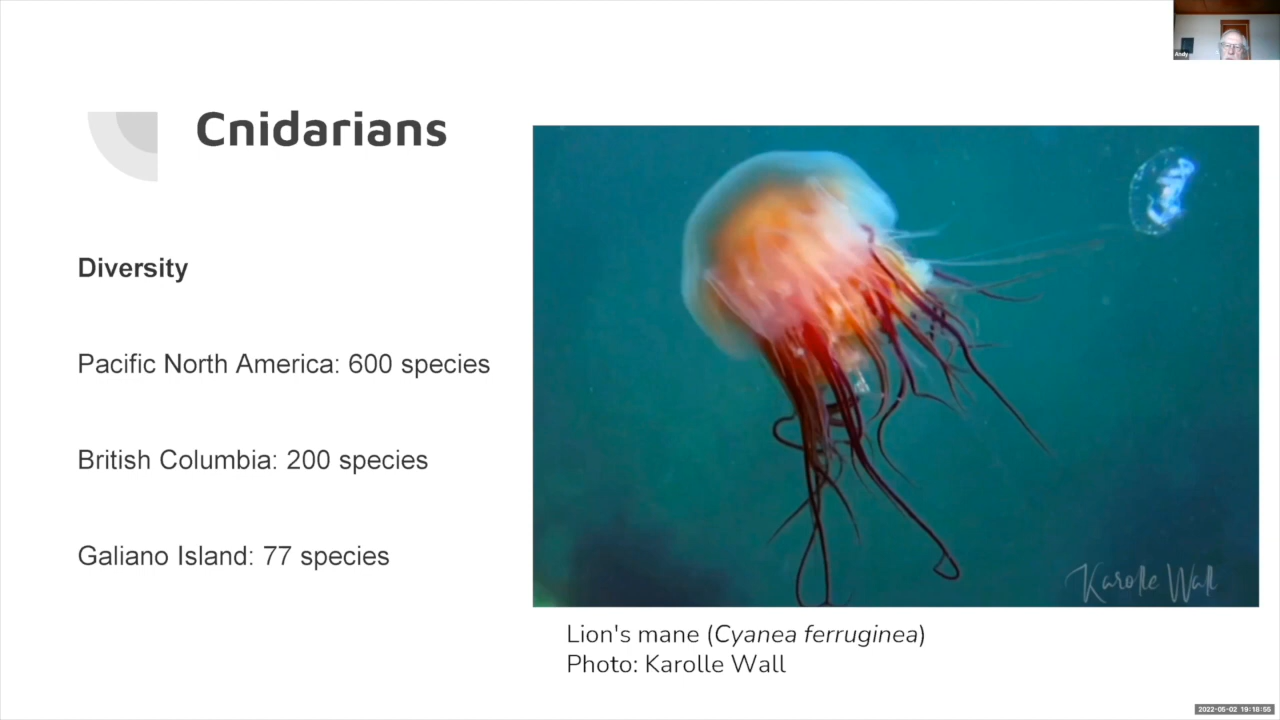 Andy
Cnidarians
Diversity
Pacific North America: 600 species
British Columbia: 200 species
Galiano Island: 77 species
Karolle Wall
Lion's mane (Cyanea ferruginea)
Photo: Karolle Wall
2022-05-02 19:18:55